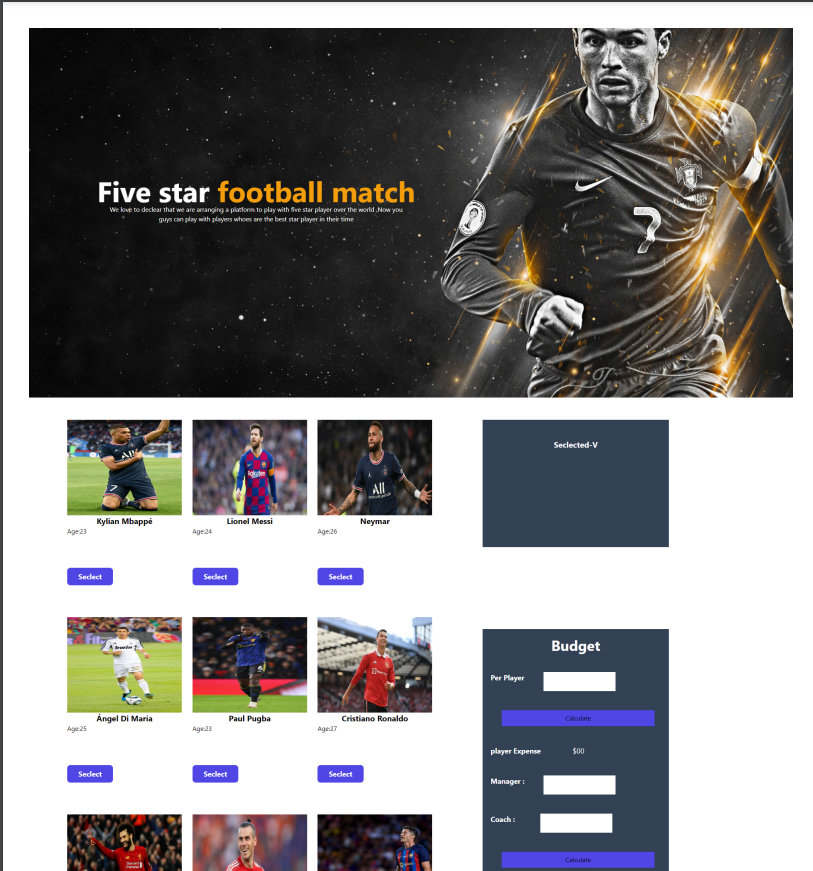 Five star football match
We love to declear that we are arranging a platform to play with five star player over the world .Now you
guys can play with players whoes are the best star player in their time
7
Kylian Mbappé
Age:23
Seclect
Lionel Messi
Age:24
Seclect
Neymar
Age:26
Seclect
Seclected-V
Ángel Di María
Age:25
Seclect
Paul Pugba
Age:23
Seclect
Cristiano Ronaldo
Age:27
Seclect
Budget
Per Player
Calculate
player Expense $00
Manager :
Coach :
Calculate